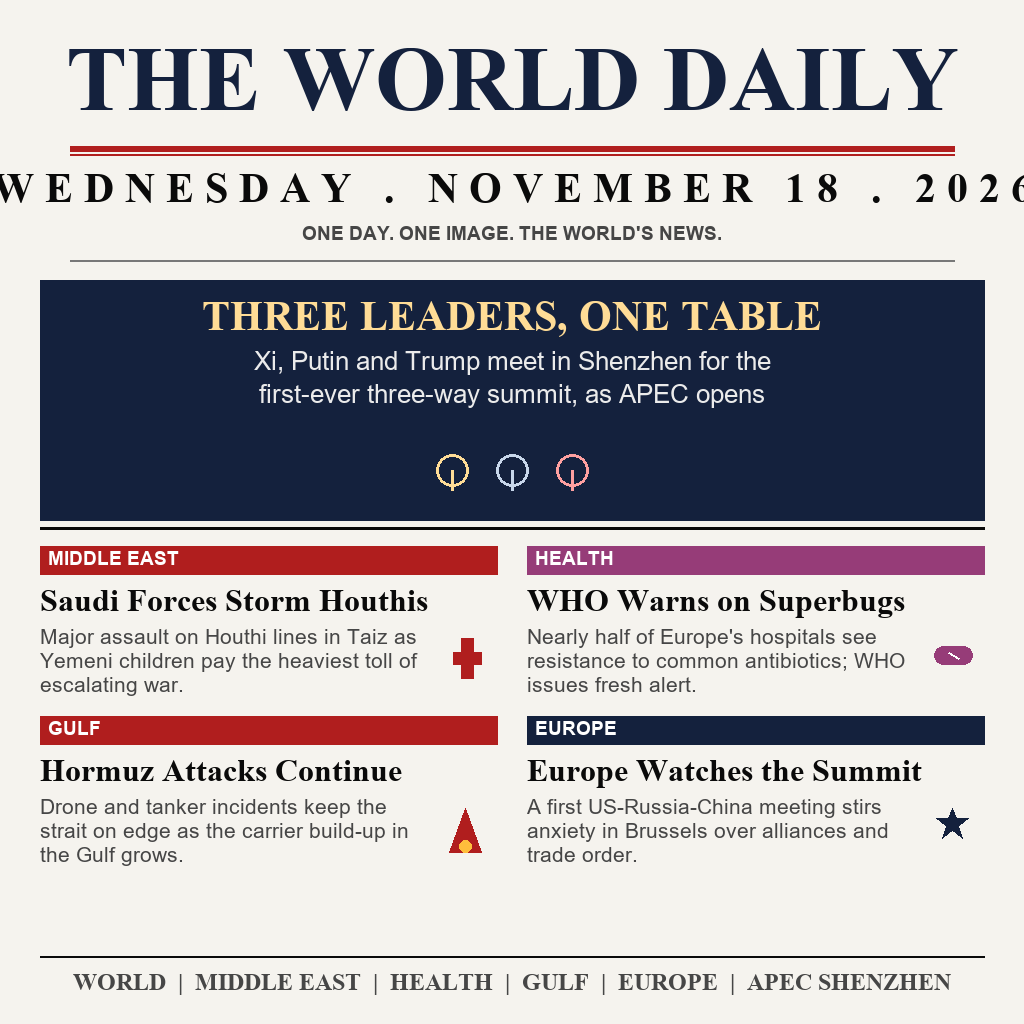 THE WORLD DAILY
WEDNESDAY . NOVEMBER 18 . 2026
ONE DAY. ONE IMAGE. THE WORLD'S NEWS.
THREE LEADERS, ONE TABLE
Xi, Putin and Trump meet in Shenzhen for the
first-ever three-way summit, as APEC opens
MIDDLE EAST
Saudi Forces Storm Houthis
Major assault on Houthi lines in Taiz as
Yemeni children pay the heaviest toll of
escalating war.
HEALTH
WHO Warns on Superbugs
Nearly half of Europe's hospitals see
resistance to common antibiotics; WHO
issues fresh alert.
GULF
Hormuz Attacks Continue
Drone and tanker incidents keep the
strait on edge as the carrier build-up in
the Gulf grows.
EUROPE
Europe Watches the Summit
A first US-Russia-China meeting stirs
anxiety in Brussels over alliances and
trade order.
WORLD | MIDDLE EAST | HEALTH | GULF | EUROPE | APEC SHENZHEN